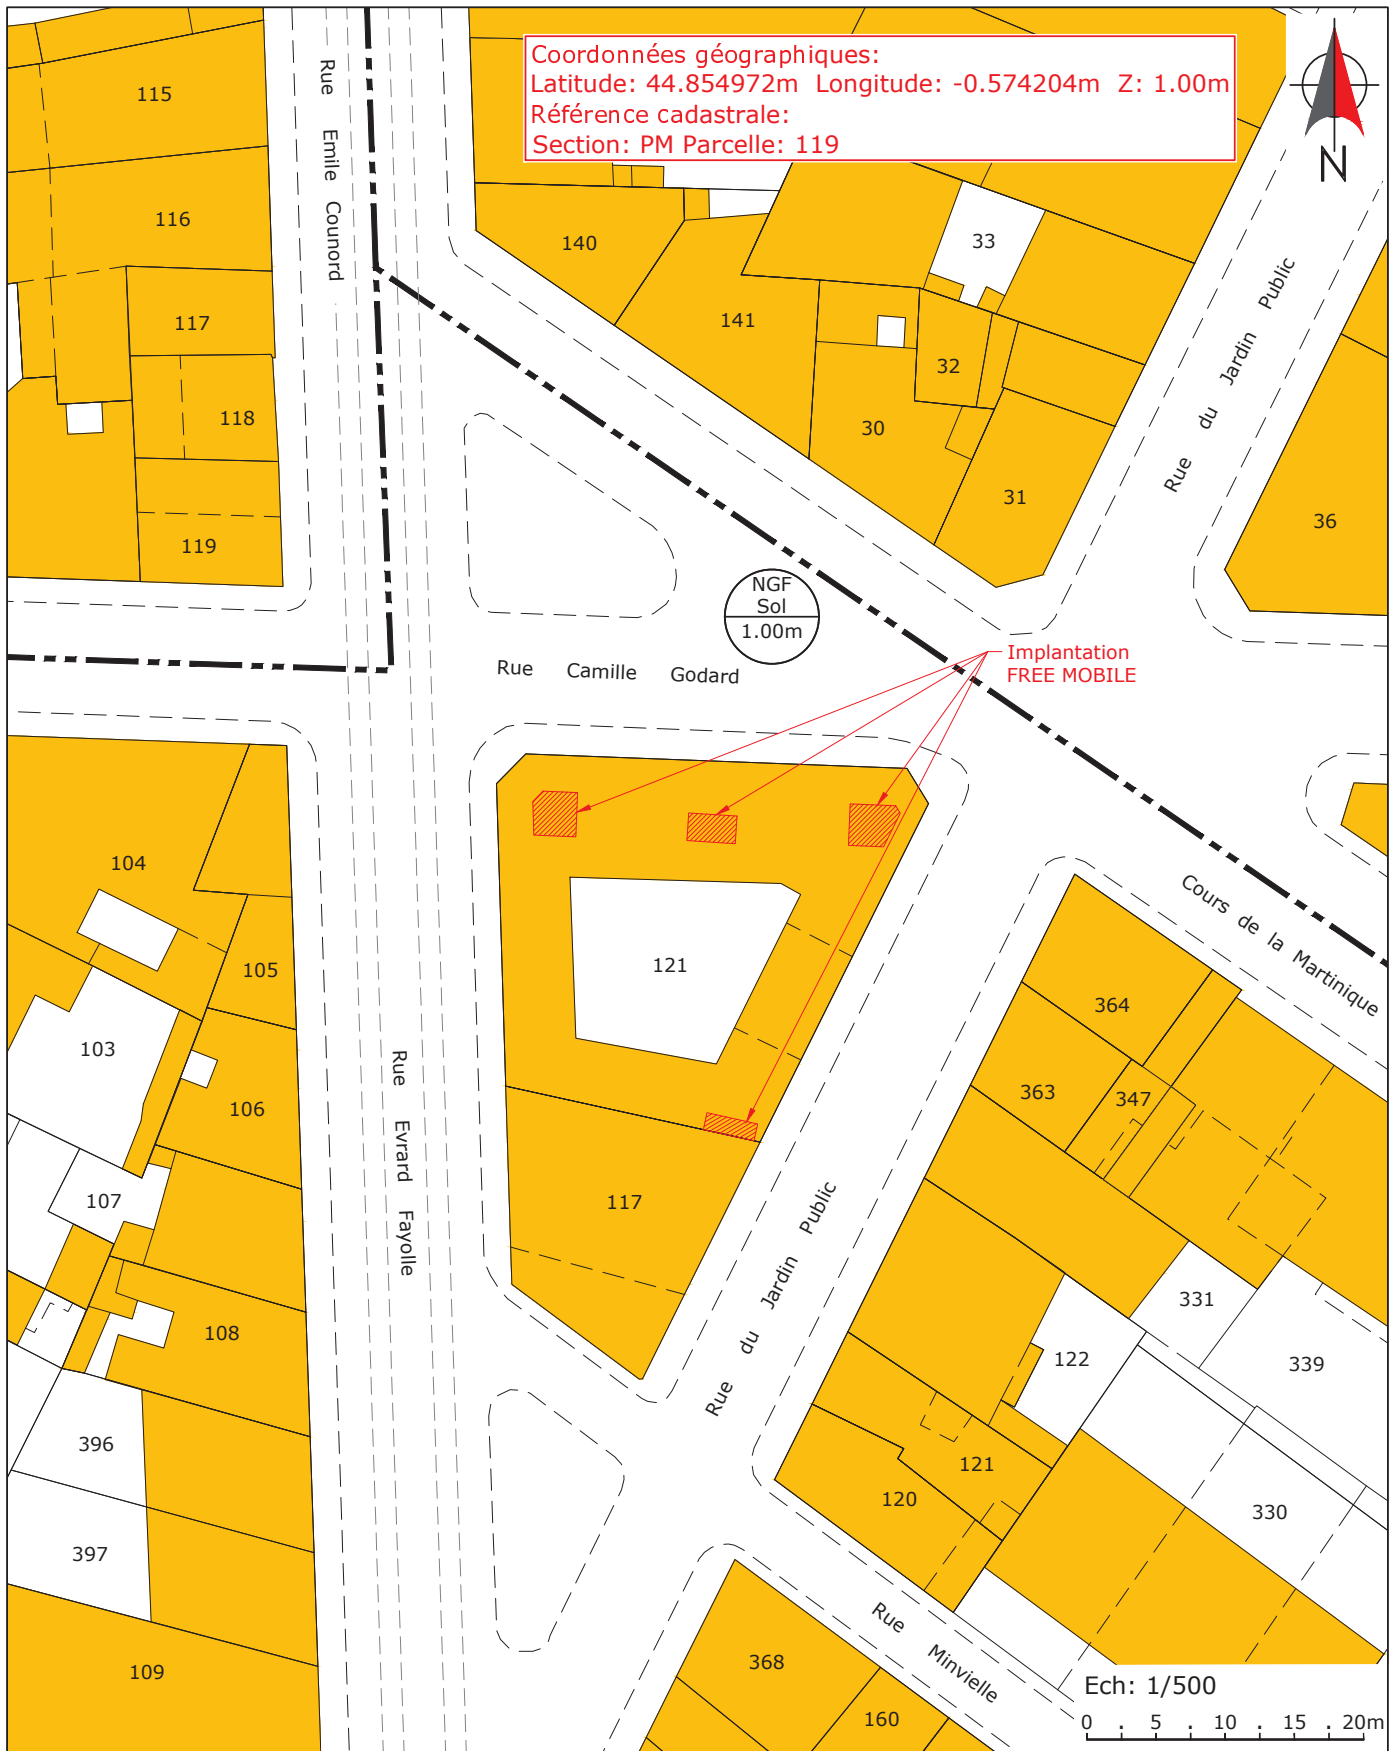 Coordonnées géographiques:
Latitude: 44.854972m Longitude: -0.574204m Z: 1.00m
Référence cadastrale:
Section: PM Parcelle: 119
N
115
116
117
118
119
Rue Emile Counord
140
141
33
32
30
31
36
Rue du Jardin Public
NGF
Sol
1.00m
Rue Camille Godard
Implantation
FREE MOBILE
104
105
103
106
107
108
396
397
109
Rue Evrard Fayolle
121
117
Rue du Jardin Public
Cours de la Martinique
364
363
347
331
339
122
121
120
330
368
160
Rue Minvielle
Ech: 1/500
0 5 10 15 20m